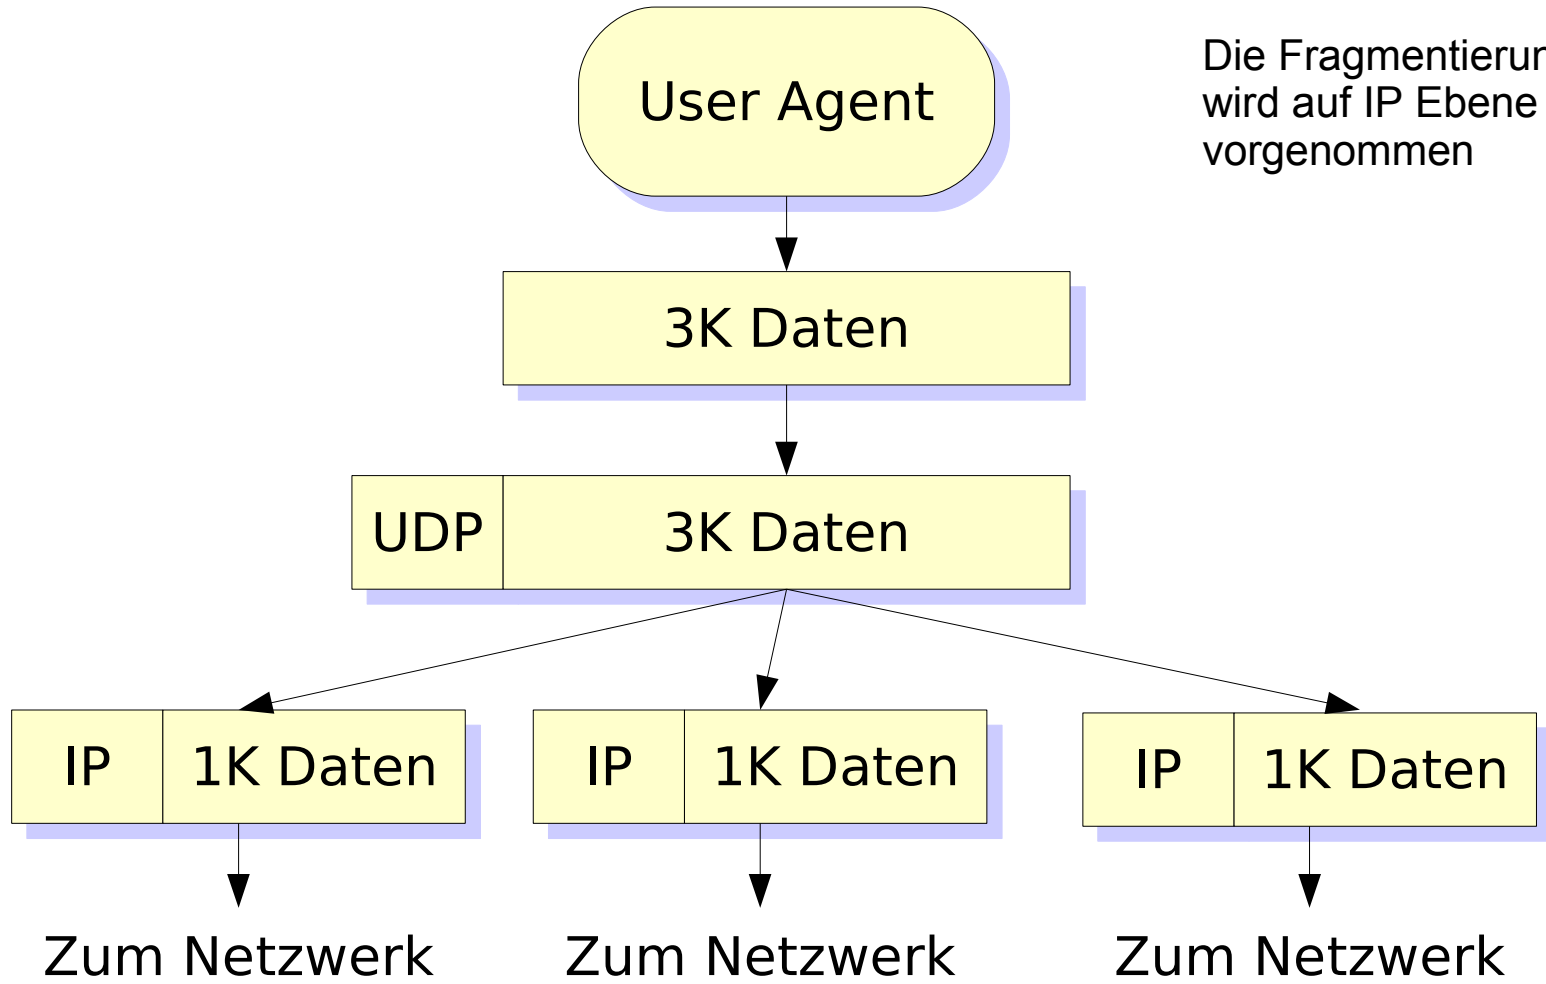 User Agent
Die Fragmentierun
wird auf IP Ebene
vorgenommen
3K Daten
UDP 3K Daten
IP 1K Daten IP 1K Daten IP 1K Daten
Zum Netzwerk Zum Netzwerk Zum Netzwerk